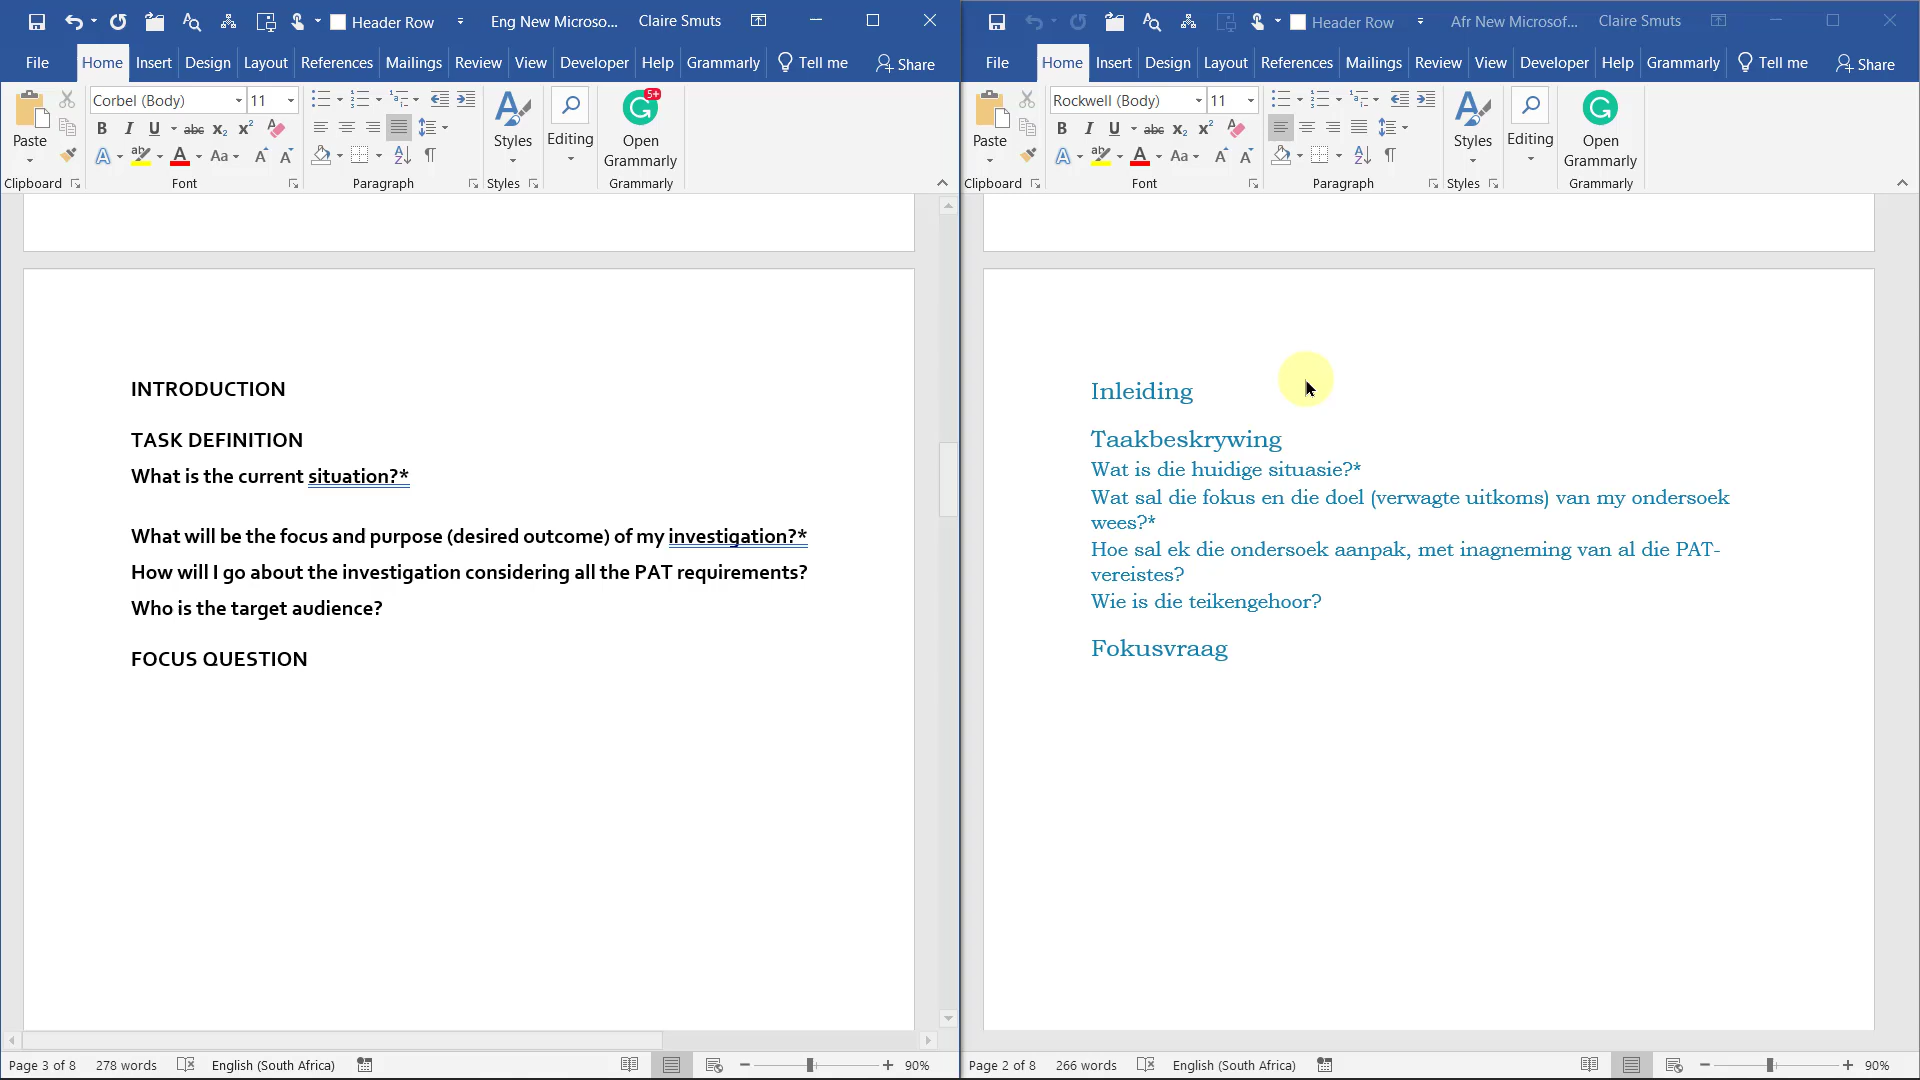 Header Row
Eng New Microso...
Claire Smuts
File
Home
Insert
Design
Layout
References
Mailings
Review
View
Developer
Help
Grammarly
Tell me
Share
Corbel (Body)
11
Paste
Styles
Editing
Open
Grammarly
5+
Clipboard
Font
Paragraph
Styles
Grammarly
INTRODUCTION
TASK DEFINITION
What is the current situation?*
What will be the focus and purpose (desired outcome) of my investigation?*
How will I go about the investigation considering all the PAT requirements?
Who is the target audience?
FOCUS QUESTION
Page 3 of 8
278 words
English (South Africa)
90%
Header Row
Afr New Microsof...
Claire Smuts
File
Home
Insert
Design
Layout
References
Mailings
Review
View
Developer
Help
Grammarly
Tell me
Share
Rockwell (Body)
11
Paste
Styles
Editing
Open
Grammarly
Clipboard
Font
Paragraph
Styles
Grammarly
Inleiding
Taakbeskrywing
Wat is die huidige situasie?*
Wat sal die fokus en die doel (verwagte uitkoms) van my ondersoek
wees?*
Hoe sal ek die ondersoek aanpak, met inagneming van al die PAT-
vereistes?
Wie is die teikengehoor?
Fokusvraag
Page 2 of 8
266 words
English (South Africa)
90%